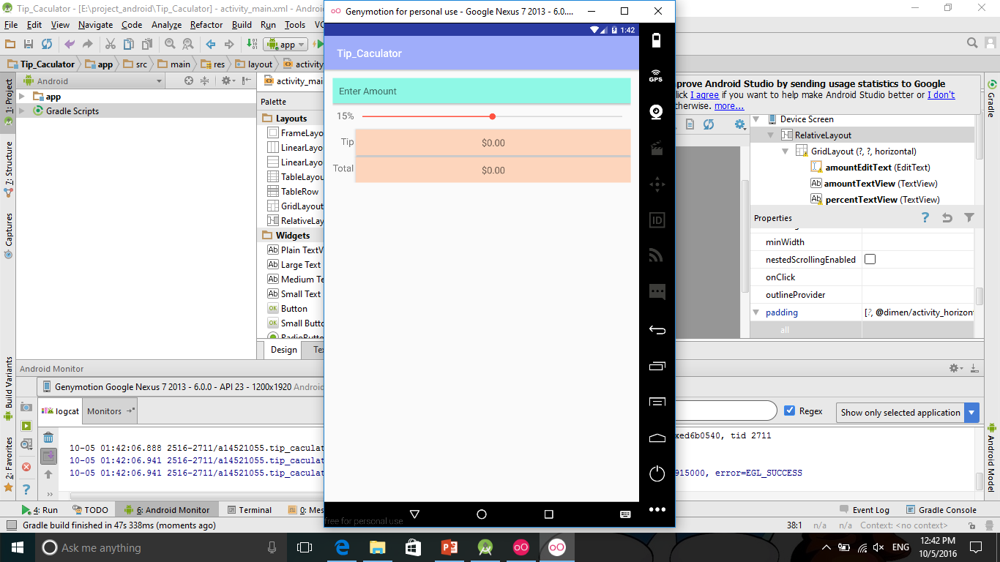 Tip_Caculator - [E:\project_android\Tip_Caculator] - activity_main.xml - Android
File Edit View Navigate Code Analyze Refactor Build Run Tools
app
Tip_Caculator app src main res layout activity
Genymotion for personal use - Google Nexus 7 2013 - 6.0....
1:42
Tip_Caculator
Enter Amount
15%
Tip $0.00
Total $0.00
free for personal use
GPS
ID
1: Project
7: Structure
Captures
Build Variants
2: Favorites
Android
app
Gradle Scripts
activity_mai
Palette
Layouts
FrameLayo
LinearLayo
LinearLayo
TableLayou
TableRow
GridLayout
RelativeLay
Widgets
Plain TextV
Large Text
Medium Te
Small Text
Button
Small Butto
RadioButto
Design Tex
prove Android Studio by sending usage statistics to Google
lick I agree if you want to help make Android Studio better or I don't
therwise. more...
Device Screen
RelativeLayout
GridLayout (?, ?, horizontal)
amountEditText (EditText)
amountTextView (TextView)
percentTextView (TextView)
Properties
minWidth
nestedScrollingEnabled
onClick
outlineProvider
padding [?, @dimen/activity_horizon
all
Gradle
Android Model
Android Monitor
Genymotion Google Nexus 7 2013 - 6.0.0 - API 23 - 1200x1920 Android
logcat Monitors
Regex
Show only selected application
xed6b0540, tid 2711
10-05 01:42:06.888 2516-2711/a14521055.tip_caculat
10-05 01:42:06.941 2516-2711/a14521055.tip_caculat
10-05 01:42:06.941 2516-2711/a14521055.tip_caculat 915000, error=EGL_SUCCESS
4: Run TODO 6: Android Monitor Terminal 0: Mes Event Log Gradle Console
Gradle build finished in 47s 338ms (moments ago) 38:1 n/a n/a Context: <no context>
Ask me anything
ENG
12:42 PM
10/5/2016